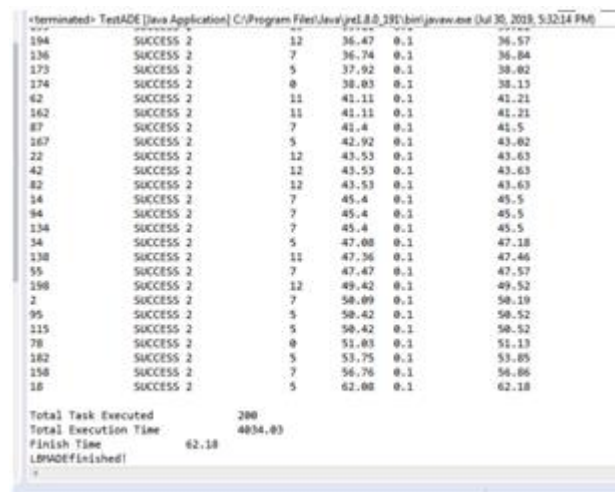 <terminated> TestADE [Java Application] C:\Program Files\Java\jre1.8.0_191\bin\javaw.exe (Jul 30, 2019, 5:32:14 PM)
194 SUCCESS 2 12 36.47 0.1 36.57
136 SUCCESS 2 7 36.74 0.1 36.84
173 SUCCESS 2 5 37.92 0.1 38.02
174 SUCCESS 2 0 38.03 0.1 38.13
62 SUCCESS 2 11 41.11 0.1 41.21
162 SUCCESS 2 11 41.11 0.1 41.21
87 SUCCESS 2 7 41.4 0.1 41.5
167 SUCCESS 2 5 42.92 0.1 43.02
22 SUCCESS 2 12 43.53 0.1 43.63
42 SUCCESS 2 12 43.53 0.1 43.63
82 SUCCESS 2 12 43.53 0.1 43.63
14 SUCCESS 2 7 45.4 0.1 45.5
94 SUCCESS 2 7 45.4 0.1 45.5
134 SUCCESS 2 7 45.4 0.1 45.5
34 SUCCESS 2 5 47.08 0.1 47.18
138 SUCCESS 2 11 47.36 0.1 47.46
55 SUCCESS 2 7 47.47 0.1 47.57
198 SUCCESS 2 12 49.42 0.1 49.52
2 SUCCESS 2 7 50.09 0.1 50.19
95 SUCCESS 2 5 50.42 0.1 50.52
115 SUCCESS 2 5 50.42 0.1 50.52
78 SUCCESS 2 0 51.03 0.1 51.13
182 SUCCESS 2 5 53.75 0.1 53.85
158 SUCCESS 2 7 56.76 0.1 56.86
18 SUCCESS 2 5 62.08 0.1 62.18
Total Task Executed 200
Total Execution Time 4034.03
Finish Time 62.18
LBMADEfinished!